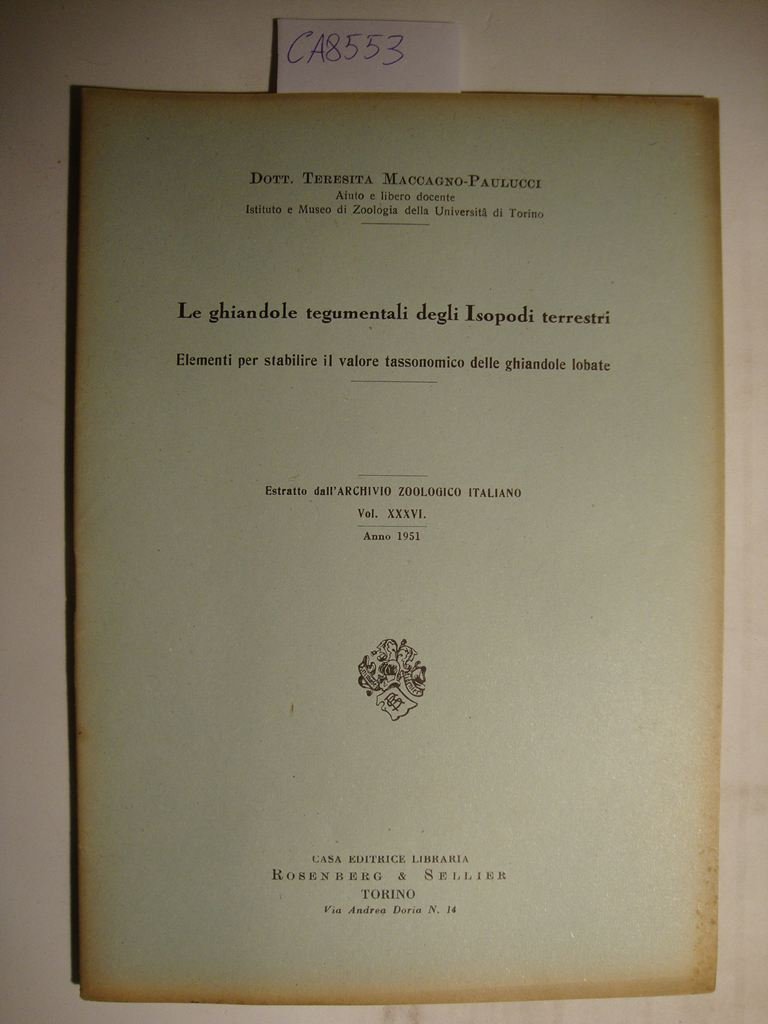 CA8553
DOTT. TERESITA MACCAGNO-PAULUCCI
Aiuto e libero docente
Istituto e Museo di Zoologia della Università di Torino
Le ghiandole tegumentali degli Isopodi terrestri
Elementi per stabilire il valore tassonomico delle ghiandole lobate
Estratto dall'ARCHIVIO ZOOLOGICO ITALIANO
Vol. XXXVI.
Anno 1951
CASA EDITRICE LIBRARIA
ROSENBERG & SELLIER
TORINO
Via Andrea Doria N. 14